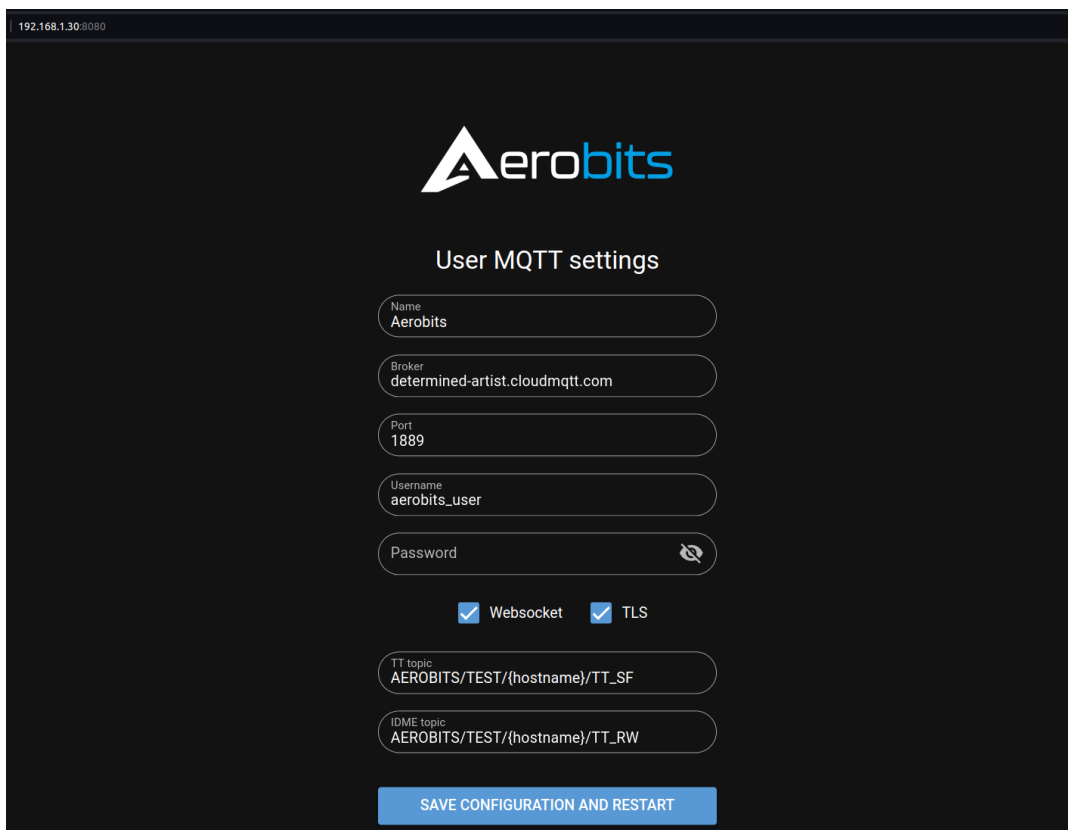 192.168.1.30:8080
Aerobits
User MQTT settings
Name
Aerobits
Broker
determined-artist.cloudmqtt.com
Port
1889
Username
aerobits_user
Password
Websocket TLS
TT topic
AEROBITS/TEST/{hostname}/TT_SF
IDME topic
AEROBITS/TEST/{hostname}/TT_RW
SAVE CONFIGURATION AND RESTART